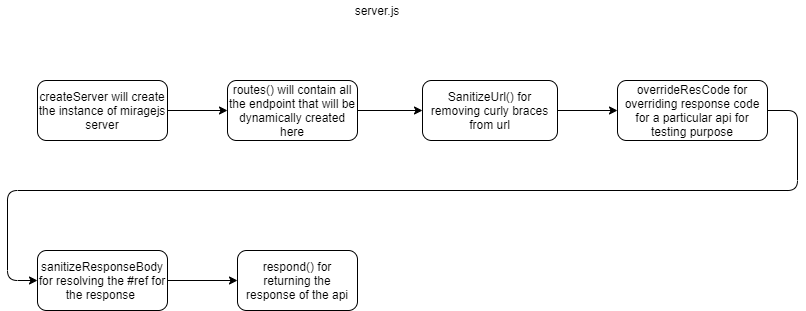 server.js
createServer will create
the instance of miragejs
server
routes() will contain all
the endpoint that will be
dynamically created
here
SanitizeUrl() for
removing curly braces
from url
overrideResCode for
overriding response code
for a particular api for
testing purpose
sanitizeResponseBody
for resolving the #ref for
the response
respond() for
returning the
response of the api